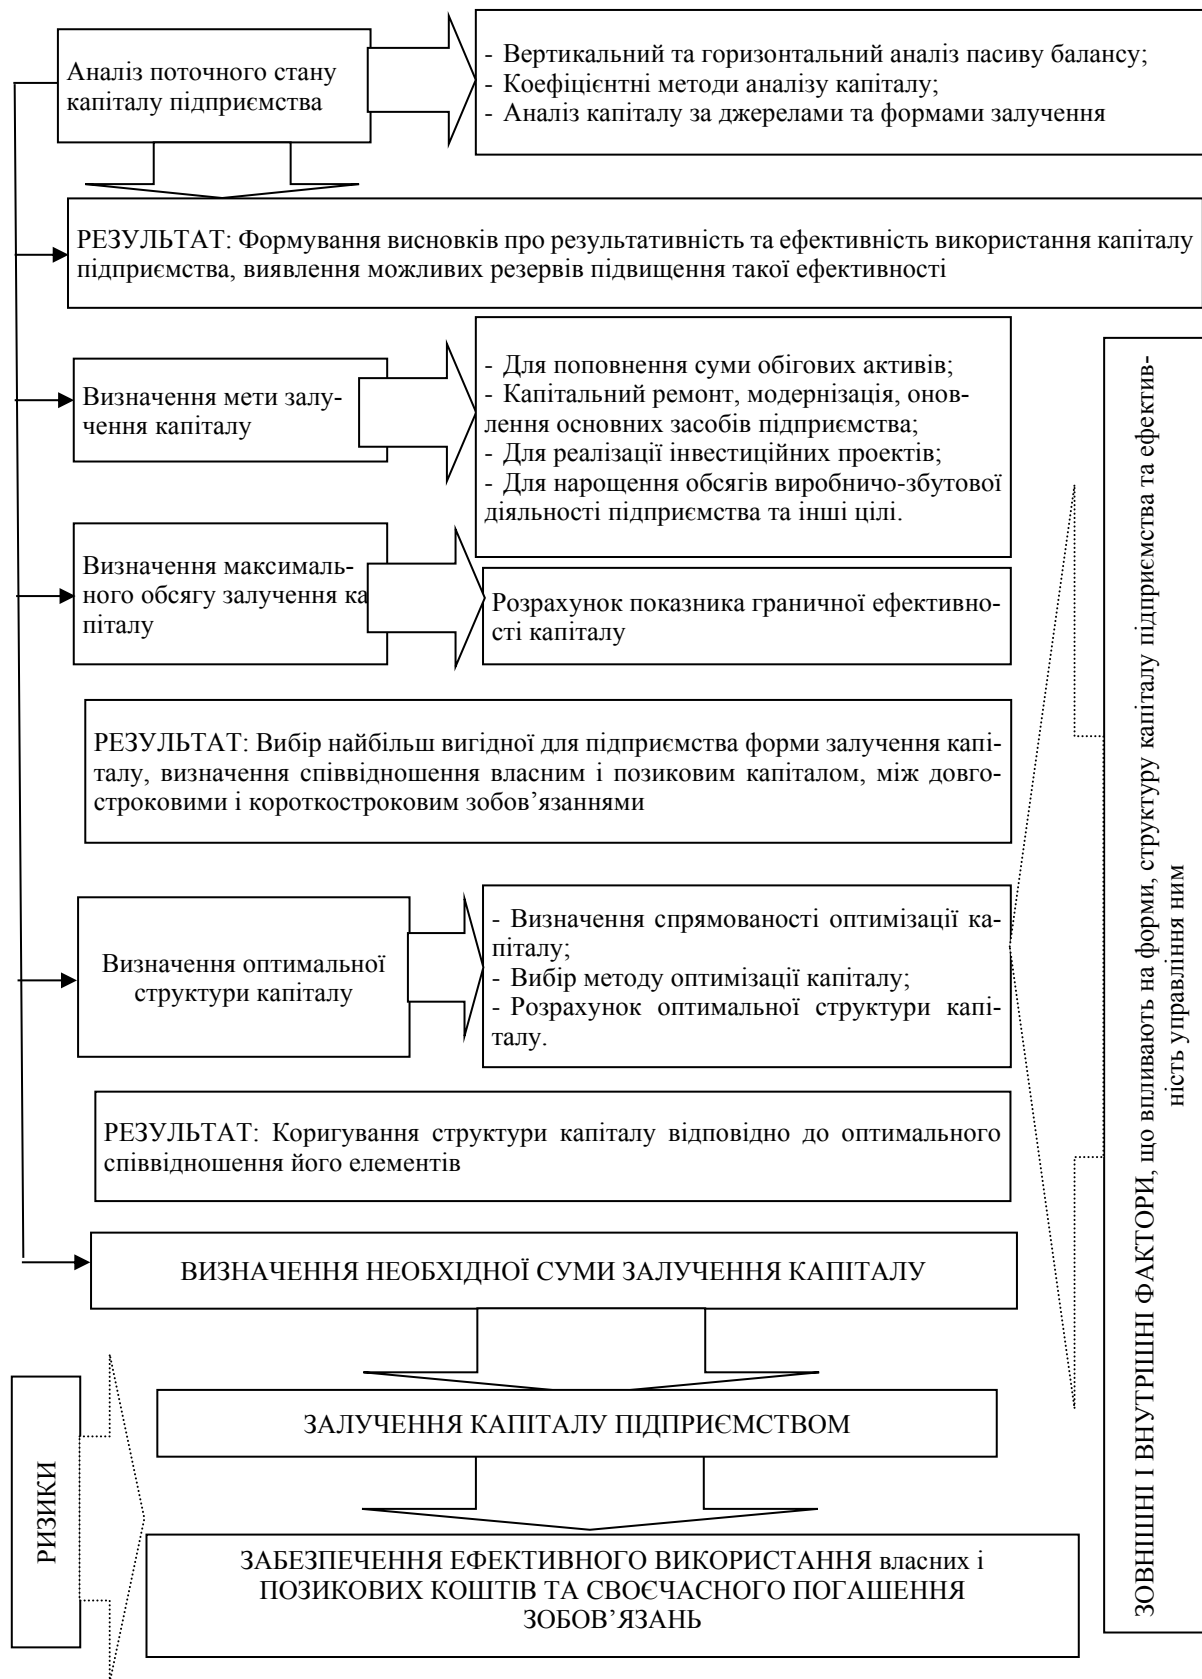 Аналіз поточного стану
капіталу підприємства
- Вертикальний та горизонтальний аналіз пасиву балансу;
- Коефіцієнтні методи аналізу капіталу;
- Аналіз капіталу за джерелами та формами залучення
РЕЗУЛЬТАТ: Формування висновків про результативність та ефективність використання капіталу
підприємства, виявлення можливих резервів підвищення такої ефективності
Визначення мети залу-
чення капіталу
- Для поповнення суми обігових активів;
- Капітальний ремонт, модернізація, онов-
лення основних засобів підприємства;
- Для реалізації інвестиційних проектів;
- Для нарощення обсягів виробничо-збутової
діяльності підприємства та інші цілі.
Визначення максималь-
ного обсягу залучення ка
піталу
Розрахунок показника граничної ефективно-
сті капіталу
РЕЗУЛЬТАТ: Вибір найбільш вигідної для підприємства форми залучення капі-
талу, визначення співвідношення власним і позиковим капіталом, між довго-
строковими і короткостроковим зобов’язаннями
Визначення оптимальної
структури капіталу
- Визначення спрямованості оптимізації ка-
піталу;
- Вибір методу оптимізації капіталу;
- Розрахунок оптимальної структури капі-
талу.
РЕЗУЛЬТАТ: Коригування структури капіталу відповідно до оптимального
співвідношення його елементів
ВИЗНАЧЕННЯ НЕОБХІДНОЇ СУМИ ЗАЛУЧЕННЯ КАПІТАЛУ
ЗАЛУЧЕННЯ КАПІТАЛУ ПІДПРИЄМСТВОМ
ЗАБЕЗПЕЧЕННЯ ЕФЕКТИВНОГО ВИКОРИСТАННЯ власних і
ПОЗИКОВИХ КОШТІВ ТА СВОЄЧАСНОГО ПОГАШЕННЯ
ЗОБОВ’ЯЗАНЬ
РИЗИКИ
ЗОВНІШНІ І ВНУТРІШНІ ФАКТОРИ, що впливають на форми, структуру капіталу підприємства та ефектив-
ність управління ним